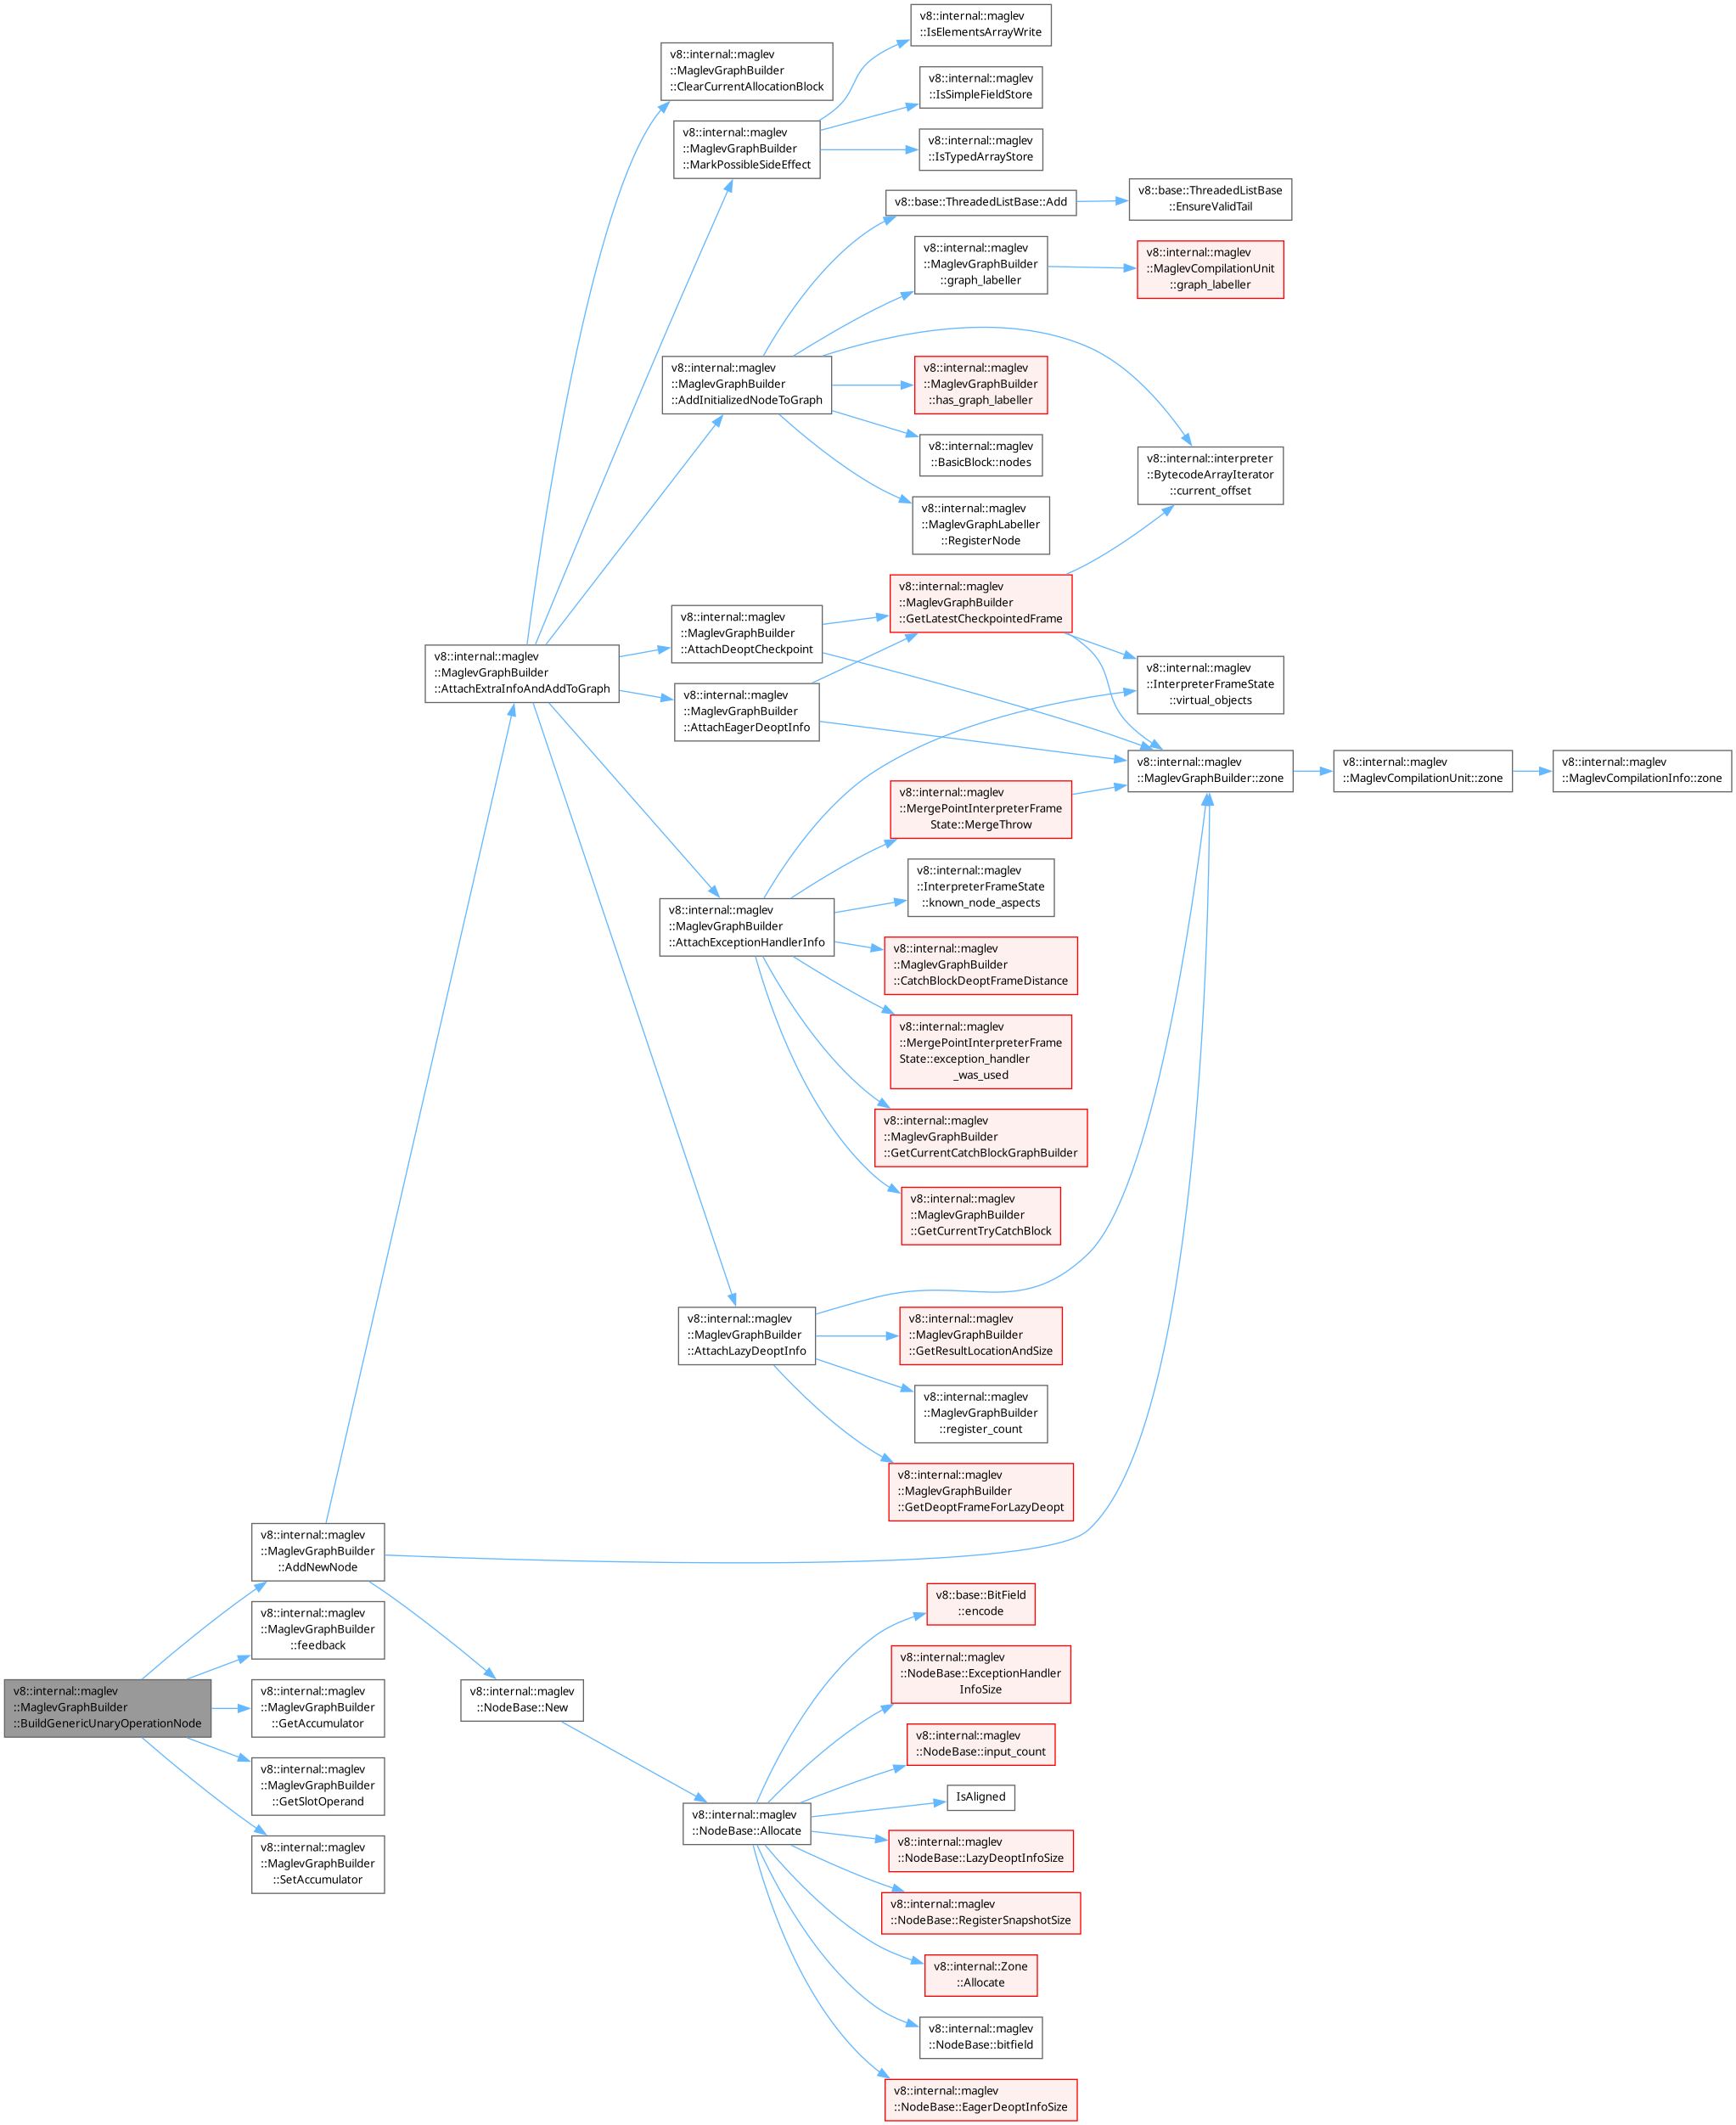 v8::internal::maglev
::IsElementsArrayWrite
v8::internal::maglev
::MaglevGraphBuilder
::ClearCurrentAllocationBlock
v8::internal::maglev
::IsSimpleFieldStore
v8::internal::maglev
::MaglevGraphBuilder
::MarkPossibleSideEffect
v8::internal::maglev
::IsTypedArrayStore
v8::base::ThreadedListBase::Add
v8::base::ThreadedListBase
::EnsureValidTail
v8::internal::maglev
::MaglevGraphBuilder
::graph_labeller
v8::internal::maglev
::MaglevCompilationUnit
::graph_labeller
v8::internal::maglev
::MaglevGraphBuilder
::AddInitializedNodeToGraph
v8::internal::maglev
::MaglevGraphBuilder
::has_graph_labeller
v8::internal::maglev
::BasicBlock::nodes
v8::internal::interpreter
::BytecodeArrayIterator
::current_offset
v8::internal::maglev
::MaglevGraphLabeller
::RegisterNode
v8::internal::maglev
::MaglevGraphBuilder
::GetLatestCheckpointedFrame
v8::internal::maglev
::MaglevGraphBuilder
::AttachDeoptCheckpoint
v8::internal::maglev
::MaglevGraphBuilder
::AttachExtraInfoAndAddToGraph
v8::internal::maglev
::InterpreterFrameState
::virtual_objects
v8::internal::maglev
::MaglevGraphBuilder
::AttachEagerDeoptInfo
v8::internal::maglev
::MaglevGraphBuilder::zone
v8::internal::maglev
::MaglevCompilationUnit::zone
v8::internal::maglev
::MaglevCompilationInfo::zone
v8::internal::maglev
::MergePointInterpreterFrame
State::MergeThrow
v8::internal::maglev
::InterpreterFrameState
::known_node_aspects
v8::internal::maglev
::MaglevGraphBuilder
::AttachExceptionHandlerInfo
v8::internal::maglev
::MaglevGraphBuilder
::CatchBlockDeoptFrameDistance
v8::internal::maglev
::MergePointInterpreterFrame
State::exception_handler
_was_used
v8::internal::maglev
::MaglevGraphBuilder
::GetCurrentCatchBlockGraphBuilder
v8::internal::maglev
::MaglevGraphBuilder
::GetCurrentTryCatchBlock
v8::internal::maglev
::MaglevGraphBuilder
::AttachLazyDeoptInfo
v8::internal::maglev
::MaglevGraphBuilder
::GetResultLocationAndSize
v8::internal::maglev
::MaglevGraphBuilder
::register_count
v8::internal::maglev
::MaglevGraphBuilder
::GetDeoptFrameForLazyDeopt
v8::internal::maglev
::MaglevGraphBuilder
::AddNewNode
v8::base::BitField
::encode
v8::internal::maglev
::MaglevGraphBuilder
::feedback
v8::internal::maglev
::NodeBase::ExceptionHandler
InfoSize
v8::internal::maglev
::MaglevGraphBuilder
::BuildGenericUnaryOperationNode
v8::internal::maglev
::MaglevGraphBuilder
::GetAccumulator
v8::internal::maglev
::NodeBase::New
v8::internal::maglev
::NodeBase::input_count
v8::internal::maglev
::MaglevGraphBuilder
::GetSlotOperand
IsAligned
v8::internal::maglev
::NodeBase::Allocate
v8::internal::maglev
::NodeBase::LazyDeoptInfoSize
v8::internal::maglev
::MaglevGraphBuilder
::SetAccumulator
v8::internal::maglev
::NodeBase::RegisterSnapshotSize
v8::internal::Zone
::Allocate
v8::internal::maglev
::NodeBase::bitfield
v8::internal::maglev
::NodeBase::EagerDeoptInfoSize